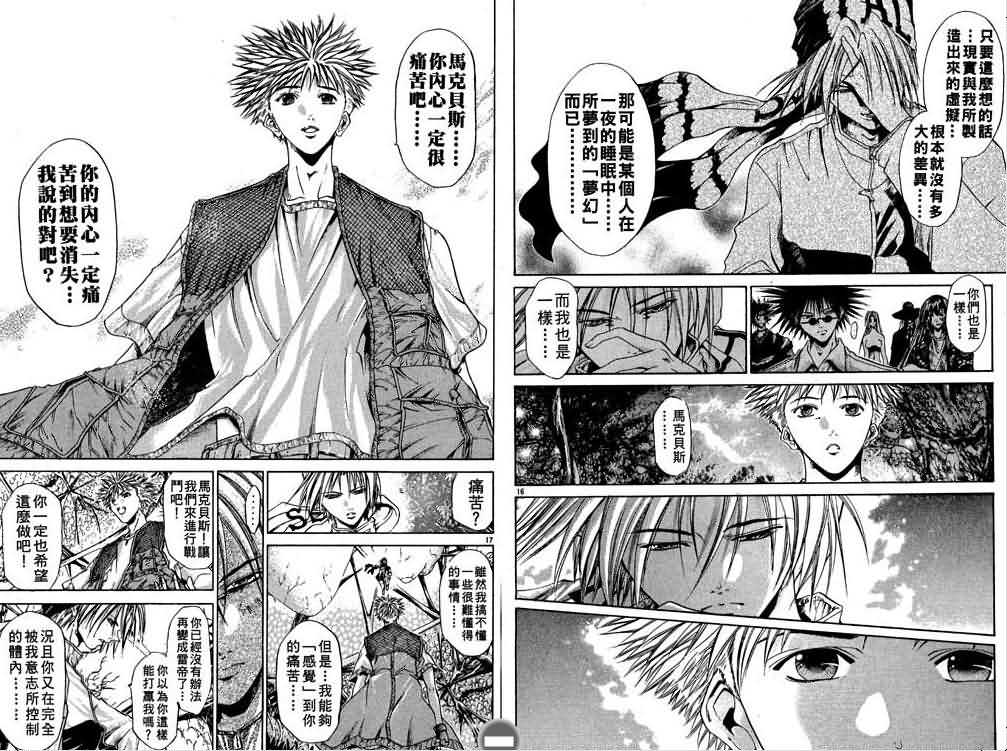 只要這麼想的話
…現實與我所製
造出來的虛擬…
根本就沒有多
大的差異……
那可能是某個人在
一夜的睡眠中……
所夢到的「夢幻」
而已………
你們也是
一樣……
而我也是
一樣……
馬克貝斯
………
16
馬克貝斯……
你內心一定很
痛苦吧……
你的內心一定痛
苦到想要消失…
我說的對吧？
痛苦？
……
馬克貝斯！讓
我們來進行戰
鬥吧！
你一定也希望
這麼做吧！
17
雖然我搞不懂
一些很難懂得
的事情……
但是…我能夠
「感覺」到你
的痛苦……
你已經沒有辦法
再變成雷帝了…
你以為你這樣
能打贏我嗎？
況且你又在完全
被我意志所控制
的體內……